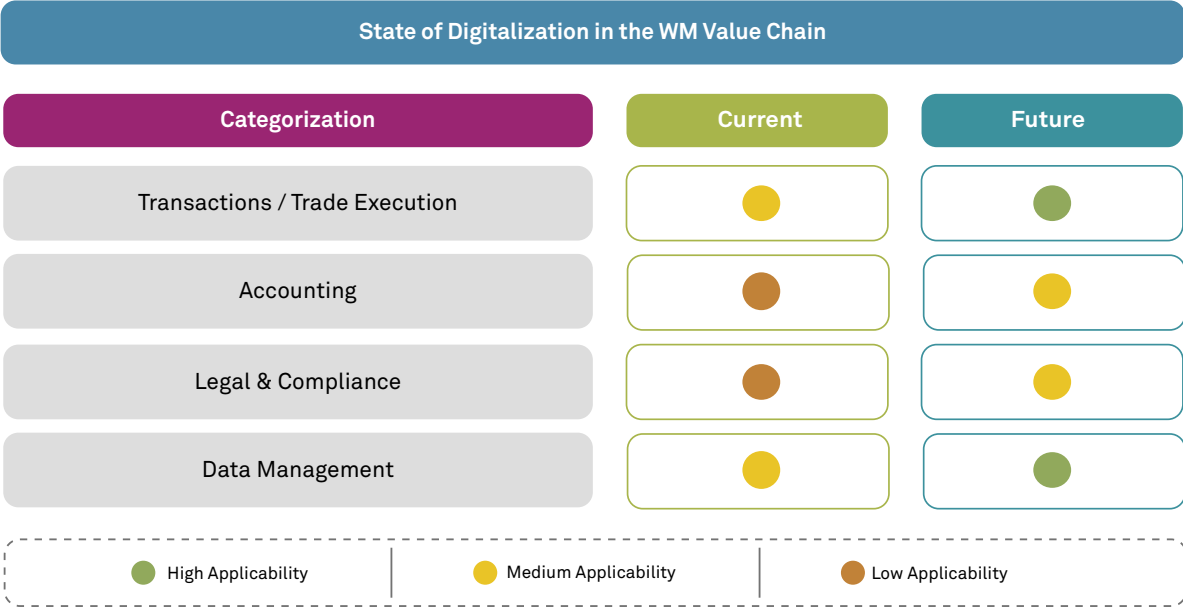 State of Digitalization in the WM Value Chain
Categorization
Current
Future
Transactions / Trade Execution
Accounting
Legal & Compliance
Data Management
High Applicability
Medium Applicability
Low Applicability